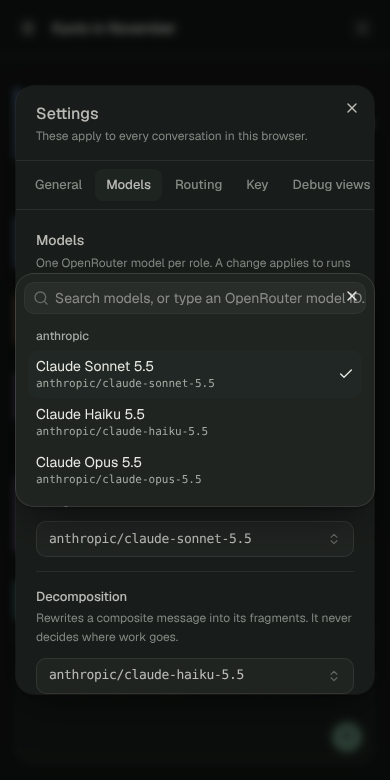 Settings
These apply to every conversation in this browser.
General Models Routing Key Debug views
Models
One OpenRouter model per role. A change applies to runs
Search models, or type an OpenRouter model ID.
anthropic
Claude Sonnet 5.5
anthropic/claude-sonnet-5.5
Claude Haiku 5.5
anthropic/claude-haiku-5.5
Claude Opus 5.5
anthropic/claude-opus-5.5
anthropic/claude-sonnet-5.5
Decomposition
Rewrites a composite message into its fragments. It never
decides where work goes.
anthropic/claude-haiku-5.5